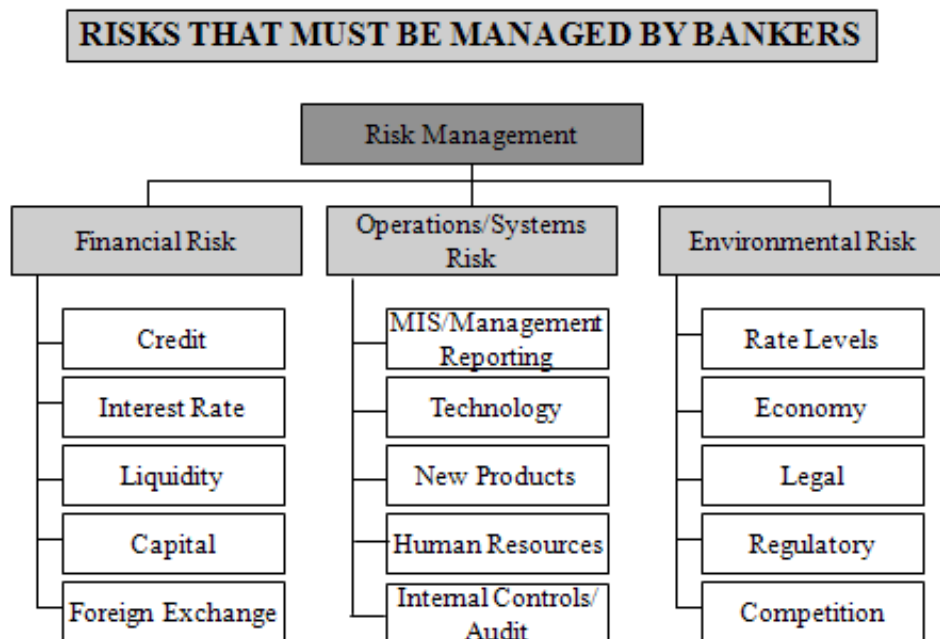 RISKS THAT MUST BE MANAGED BY BANKERS
Risk Management
Financial Risk
Credit
Interest Rate
Liquidity
Capital
Foreign Exchange
Operations/Systems
Risk
MIS/Management
Reporting
Technology
New Products
Human Resources
Internal Controls/
Audit
Environmental Risk
Rate Levels
Economy
Legal
Regulatory
Competition